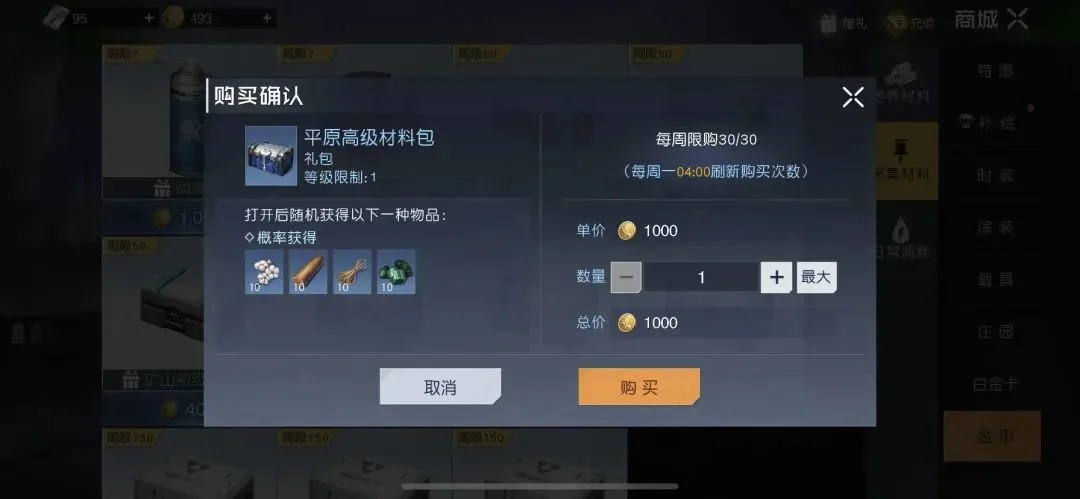 95
+
493
+
赠礼
充值
商城
周限7
周限7
周限50
周限50
购买确认
平原高级材料包
礼包
等级限制:1
打开后随机获得以下一种物品:
◇概率获得
10
10
10
10
每周限购30/30
(每周一04:00刷新购买次数)
单价
1000
数量
−
1
+
最大
总价
1000
取消
购买
特惠
补给
时装
涂装
载具
庄园
白金卡
金币
周限50
周限150
周限150
周限150